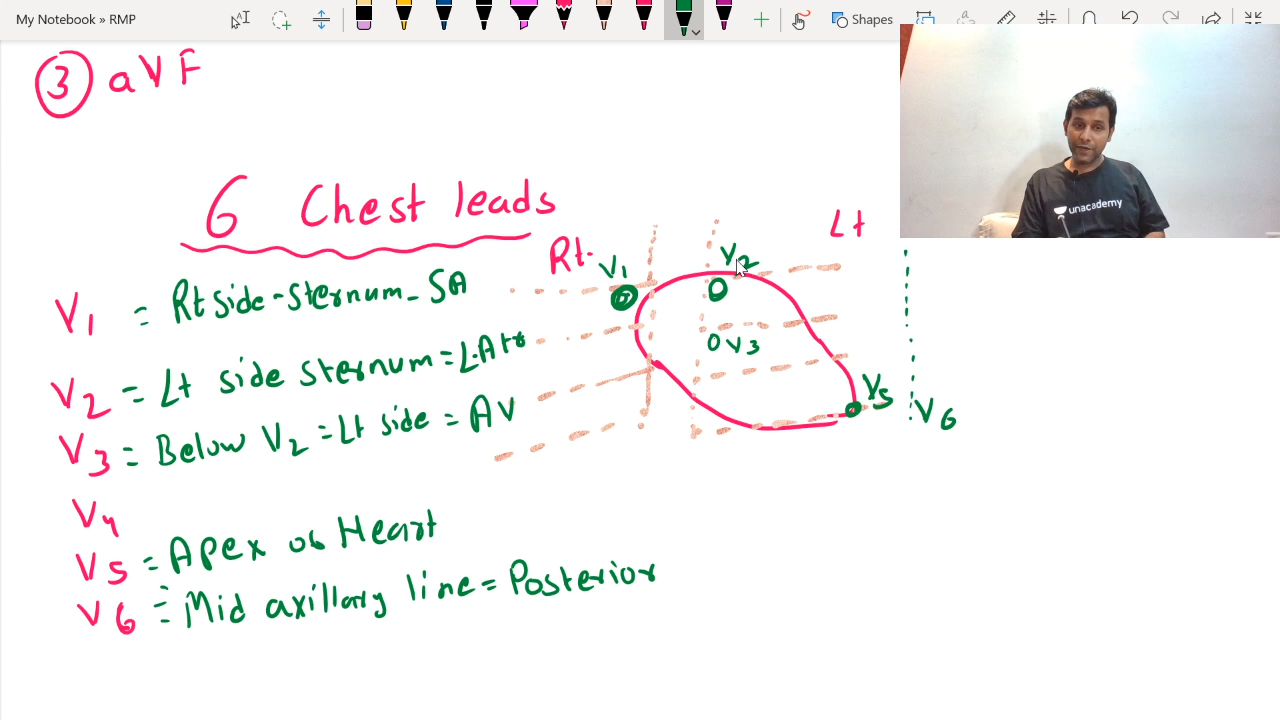 My Notebook » RMP
Shapes
3 aVF
unacademy
6 Chest leads
Rt.
Lt
V1
V2
V1 = Rt side - Sternum - SA
V2 = Lt side sternum = L.Atr
O V3
V3 = Below V2 = Lt side = AV
V5
V6
V4
V5 = Apex of Heart
V6 = Mid axillary line = Posterior